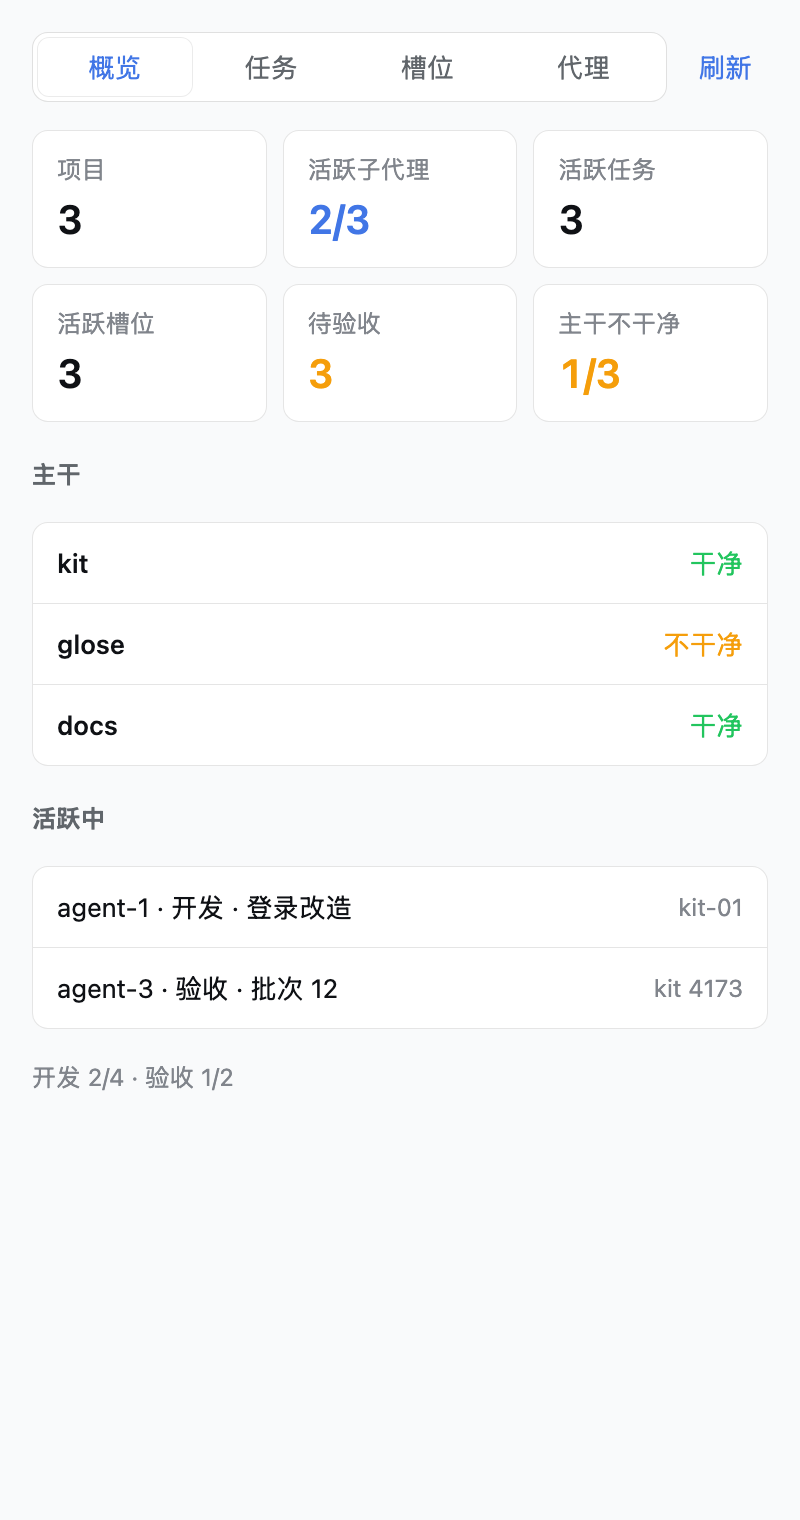 概览 任务 槽位 代理 刷新
项目 活跃子代理 活跃任务
3 2/3 3
活跃槽位 待验收 主干不干净
3 3 1/3
主干
kit 干净
glose 不干净
docs 干净
活跃中
agent-1 · 开发 · 登录改造 kit-01
agent-3 · 验收 · 批次 12 kit 4173
开发 2/4 · 验收 1/2